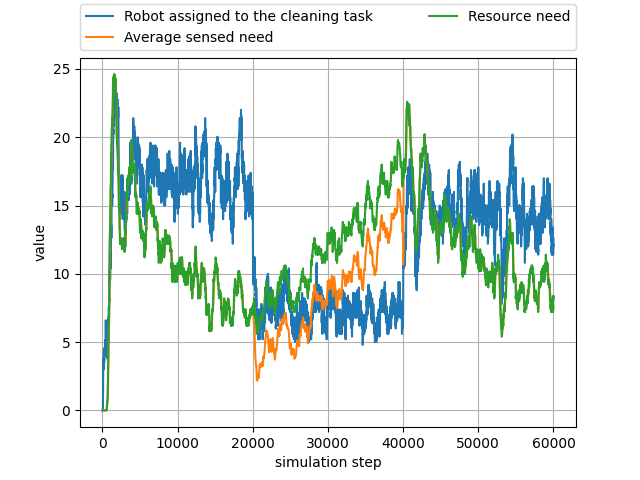 Robot assigned to the cleaning task
Resource need
Average sensed need
25
20
15
10
5
0
value
0 10000 20000 30000 40000 50000 60000
simulation step